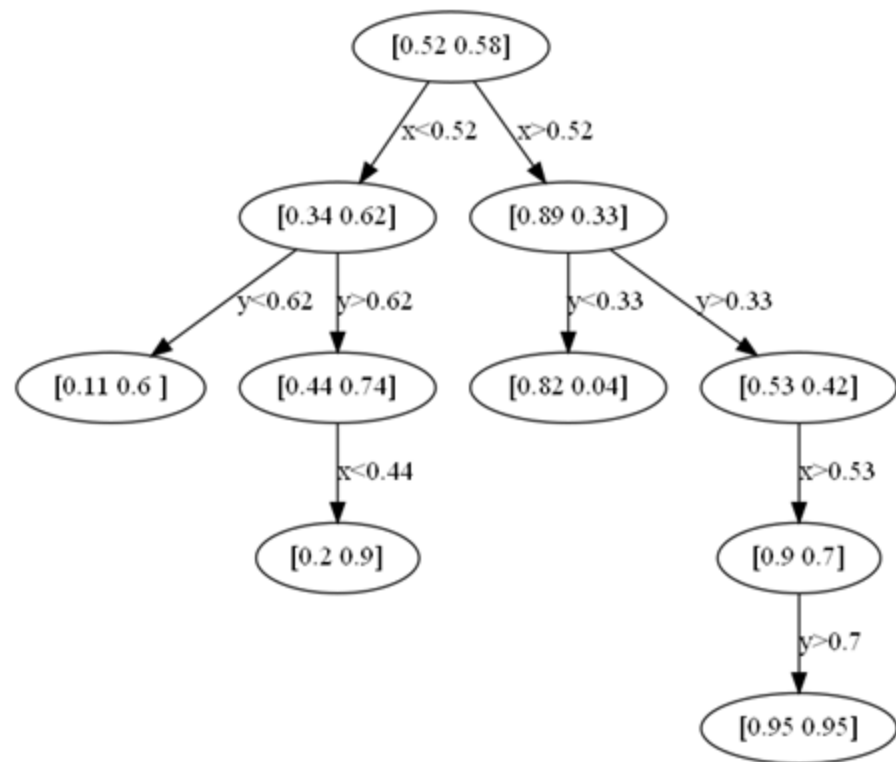 [0.52 0.58]
x<0.52
x>0.52
[0.34 0.62]
[0.89 0.33]
y<0.62
y>0.62
y<0.33
y>0.33
[0.11 0.6 ]
[0.44 0.74]
[0.82 0.04]
[0.53 0.42]
x<0.44
x>0.53
[0.2 0.9]
[0.9 0.7]
y>0.7
[0.95 0.95]